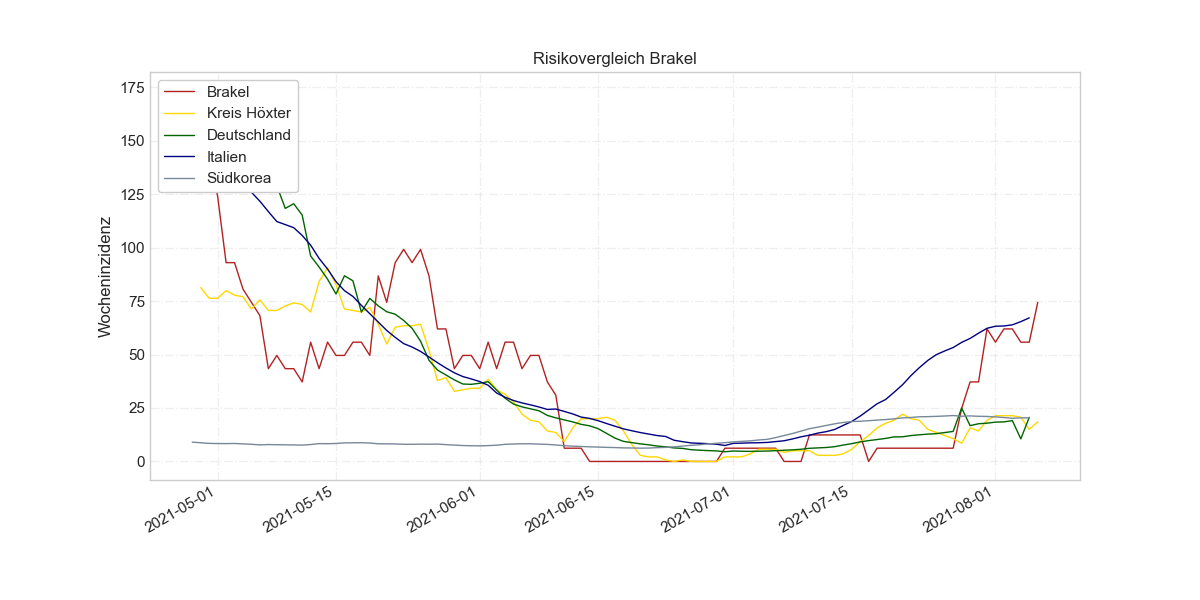 Risikovergleich Brakel
Wocheninzidenz
175
150
125
100
75
50
25
0
Brakel
Kreis Höxter
Deutschland
Italien
Südkorea
2021-05-01
2021-05-15
2021-06-01
2021-06-15
2021-07-01
2021-07-15
2021-08-01